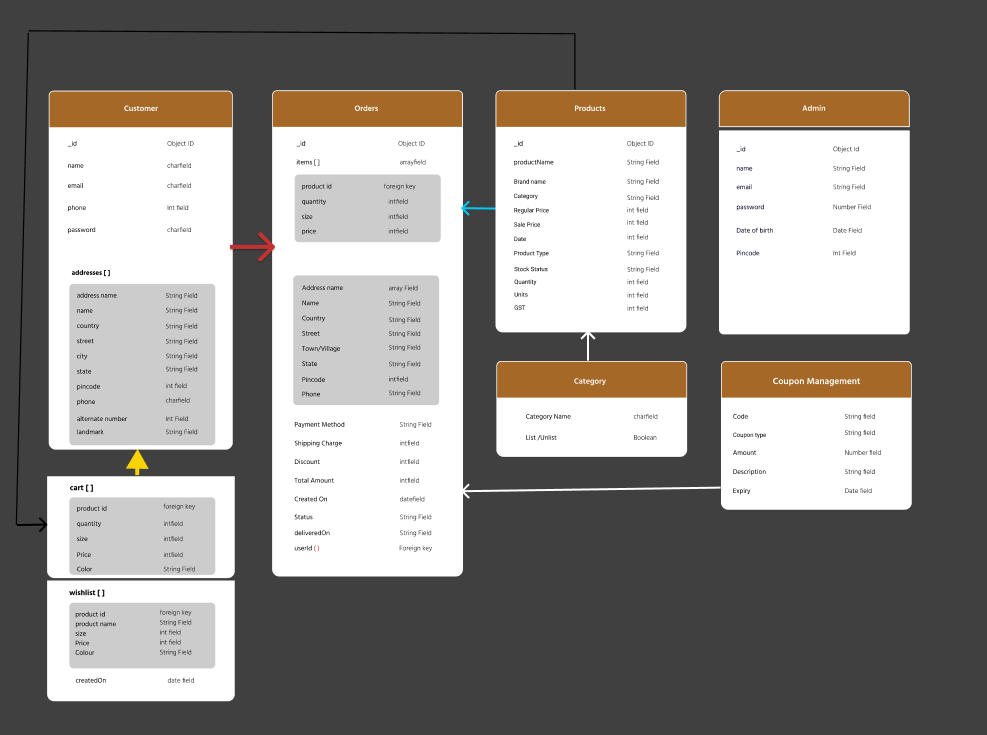 Customer
_id Object ID
name charfield
email charfield
phone Int field
password charfield
addresses [ ]
address name String Field
name String Field
country String Field
street String Field
city String Field
state String Field
pincode int field
phone charfield
alternate number Int Field
landmark String Field
cart [ ]
product id foreign key
quantity intfield
size intfield
Price intfield
Color String Field
wishlist [ ]
product id foreign key
product name String Field
size int field
Price int field
Colour String Field
createdOn date field
Orders
_id Object ID
items [ ] arrayfield
product id foreign key
quantity intfield
size intfield
price intfield
Address name array Field
Name String Field
Country String Field
Street String Field
Town/Village String Field
State String Field
Pincode intfield
Phone String Field
Payment Method String Field
Shipping Charge intfield
Discount intfield
Total Amount intfield
Created On datefield
Status String Field
deliveredOn String Field
userId ( ) Foreign key
Products
_id Object ID
productName String Field
Brand name String Field
Category String Field
Regular Price int field
Sale Price int field
Date int field
Product Type String Field
Stock Status String Field
Quantity int field
Units int field
GST int field
Category
Category Name charfield
List /Unlist Boolean
Admin
_id Object Id
name String Field
email String Field
password Number Field
Date of birth Date Field
Pincode Int Field
Coupon Management
Code String field
Coupon type String field
Amount Number field
Description String field
Expiry Date field